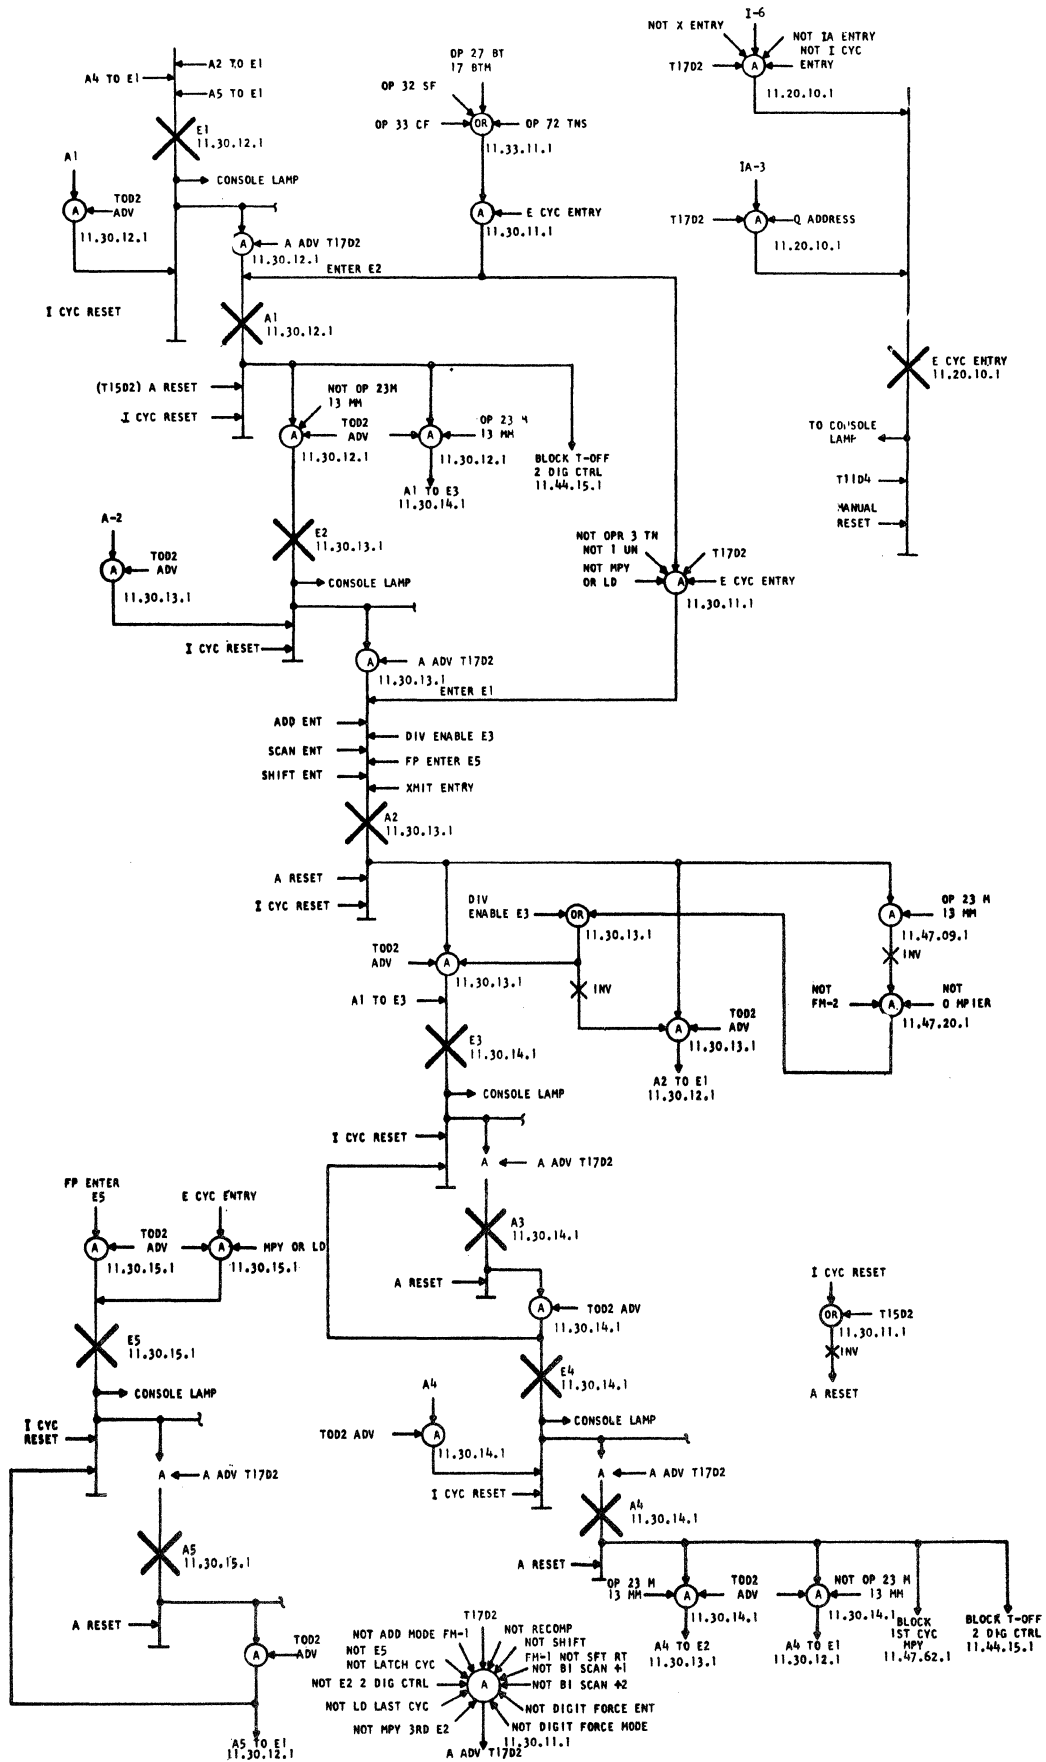 I-6
NOT X ENTRY
NOT IA ENTRY
NOT I CYC
ENTRY
T17D2
A
11.20.10.1
OP 27 BT
17 BTM
OP 32 SF
OP 33 CF
OR
OP 72 TNS
11.33.11.1
A2 TO E1
A4 TO E1
A5 TO E1
E1
11.30.12.1
A1
CONSOLE LAMP
TOD2
ADV
A
11.30.12.1
A
A ADV T17D2
11.30.12.1
A
E CYC ENTRY
11.30.11.1
IA-3
T17D2
A
Q ADDRESS
11.20.10.1
ENTER E2
I CYC RESET
A1
11.30.12.1
E CYC ENTRY
11.20.10.1
(T15D2) A RESET
I CYC RESET
NOT OP 23M
13 MM
A
TOD2
ADV
11.30.12.1
A
OP 23 M
13 MM
11.30.12.1
A1 TO E3
11.30.14.1
BLOCK T-OFF
2 DIG CTRL
11.44.15.1
TO CONSOLE
LAMP
T11D4
MANUAL
RESET
A-2
A
TOD2
ADV
11.30.13.1
E2
11.30.13.1
CONSOLE LAMP
I CYC RESET
NOT OPR 3 TN
NOT 1 UN
NOT MPY
OR LD
T17D2
A
E CYC ENTRY
11.30.11.1
A
A ADV T17D2
11.30.13.1
ENTER E1
ADD ENT
DIV ENABLE E3
SCAN ENT
FP ENTER E5
SHIFT ENT
XMIT ENTRY
A2
11.30.13.1
A RESET
I CYC RESET
DIV
ENABLE E3
OR
11.30.13.1
A
OP 23 M
13 MM
11.47.09.1
INV
TOD2
ADV
A
11.30.13.1
A1 TO E3
INV
NOT
FM-2
A
NOT
0 MPIER
11.47.20.1
A
TOD2
ADV
11.30.13.1
A2 TO E1
11.30.12.1
E3
11.30.14.1
CONSOLE LAMP
I CYC RESET
A
A ADV T17D2
A3
11.30.14.1
A RESET
A
TOD2 ADV
11.30.14.1
FP ENTER
E5
E CYC ENTRY
A
TOD2
ADV
A
MPY OR LD
11.30.15.1
11.30.15.1
E5
11.30.15.1
CONSOLE LAMP
I CYC
RESET
A
A ADV T17D2
A5
11.30.15.1
A RESET
A
TOD2
ADV
A5 TO E1
11.30.12.1
I CYC RESET
OR
T15D2
11.30.11.1
INV
A RESET
E4
11.30.14.1
A4
TOD2 ADV
A
11.30.14.1
CONSOLE LAMP
I CYC RESET
A
A ADV T17D2
A4
11.30.14.1
A RESET
OP 23 M
13 MM
A
TOD2
ADV
11.30.14.1
A4 TO E2
11.30.13.1
A
NOT OP 23 M
13 MM
11.30.14.1
A4 TO E1
11.30.12.1
BLOCK
1ST CYC
MPY
11.47.62.1
BLOCK T-OFF
2 DIG CTRL
11.44.15.1
T17D2
NOT ADD MODE FM-1
NOT RECOMP
NOT SHIFT
NOT E5
FM-1 NOT SFT RT
NOT LATCH CYC
NOT BI SCAN +1
NOT E2 2 DIG CTRL
A
NOT BI SCAN +2
NOT LD LAST CYC
NOT DIGIT FORCE ENT
NOT MPY 3RD E2
NOT DIGIT FORCE MODE
11.30.11.1
A ADV T17D2